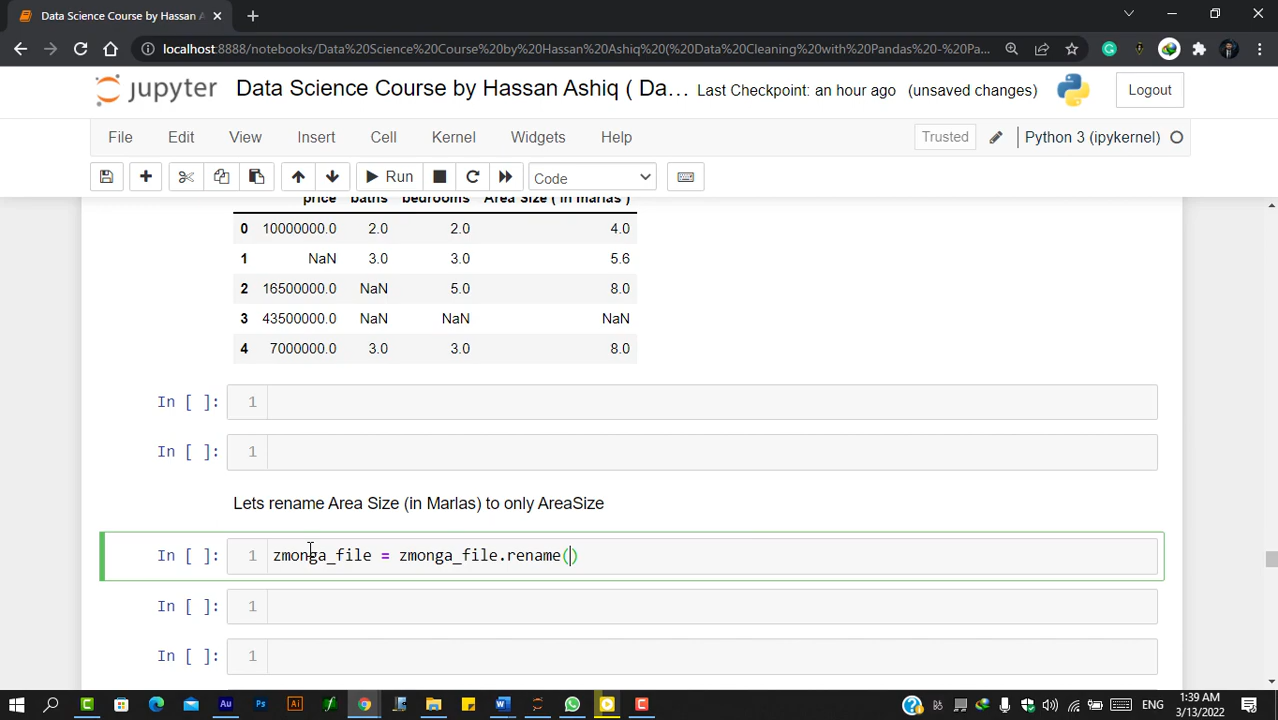 Data Science Course by Hassan A
localhost:8888/notebooks/Data%20Science%20Course%20by%20Hassan%20Ashiq%20(%20Data%20Cleaning%20with%20Pandas%20-%20Pa...
jupyter Data Science Course by Hassan Ashiq ( Da... Last Checkpoint: an hour ago (unsaved changes) Logout
File Edit View Insert Cell Kernel Widgets Help Trusted Python 3 (ipykernel)
Run Code
price baths bedrooms Area Size ( in Marlas )
0 10000000.0 2.0 2.0 4.0
1 NaN 3.0 3.0 5.6
2 16500000.0 NaN 5.0 8.0
3 43500000.0 NaN NaN NaN
4 7000000.0 3.0 3.0 8.0
In [ ]: 1
In [ ]: 1
Lets rename Area Size (in Marlas) to only AreaSize
In [ ]: 1 zmonga_file = zmonga_file.rename()
In [ ]: 1
In [ ]: 1
Au Ps Ai ENG 1:39 AM
3/13/2022